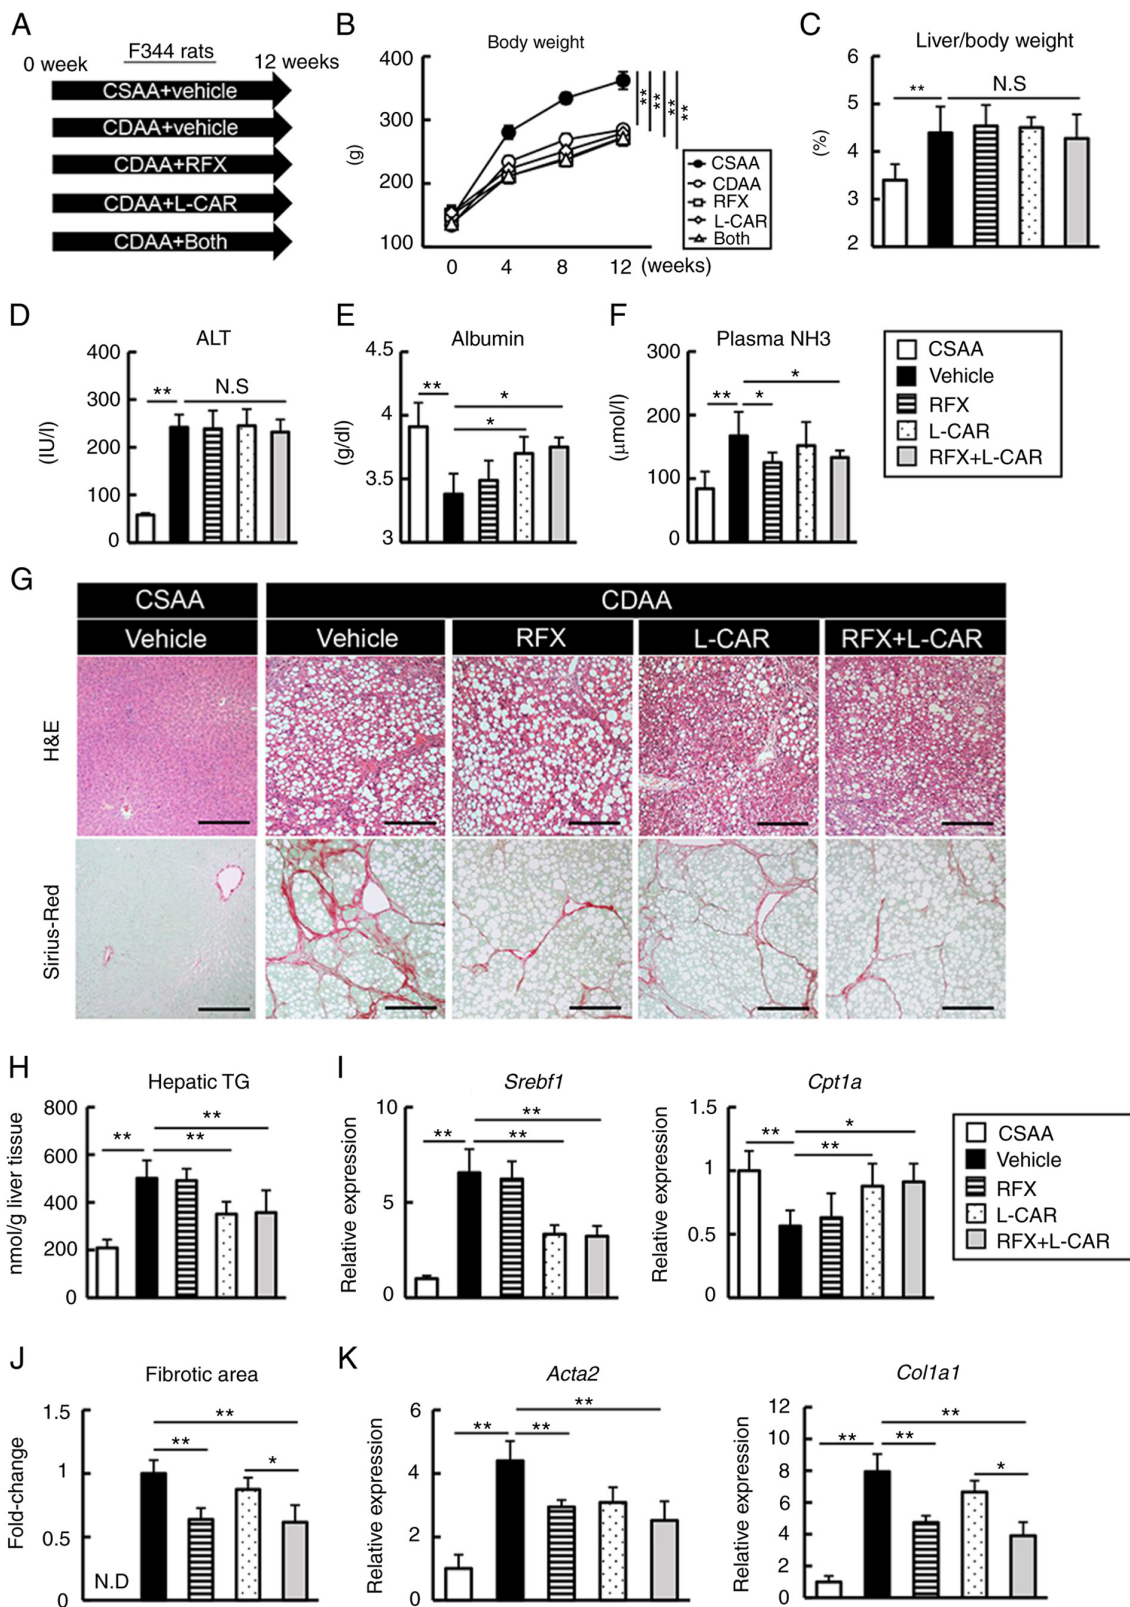 A
F344 rats
0 week
12 weeks
CSAA+vehicle
CDAA+vehicle
CDAA+RFX
CDAA+L-CAR
CDAA+Both
B
Body weight
400
300
200
100
(g)
0
4
8
12
(weeks)
**
**
**
**
CSAA
CDAA
RFX
L-CAR
Both
C
Liver/body weight
6
5
4
3
2
(%)
**
N.S
D
ALT
400
300
200
100
0
(IU/l)
**
N.S
E
Albumin
4.5
4
3.5
3
(g/dl)
**
*
*
F
Plasma NH3
300
200
100
0
(μmol/l)
**
*
*
CSAA
Vehicle
RFX
L-CAR
RFX+L-CAR
G
CSAA
CDAA
Vehicle
Vehicle
RFX
L-CAR
RFX+L-CAR
H&E
Sirius-Red
H
Hepatic TG
800
600
400
200
0
nmol/g liver tissue
**
**
**
I
Srebf1
10
5
0
Relative expression
**
**
**
Cpt1a
1.5
1
0.5
0
Relative expression
**
**
*
CSAA
Vehicle
RFX
L-CAR
RFX+L-CAR
J
Fibrotic area
1.5
1
0.5
0
Fold-change
N.D
**
**
*
K
Acta2
6
4
2
0
Relative expression
**
**
**
Col1a1
12
10
8
6
4
2
0
Relative expression
**
**
**
*